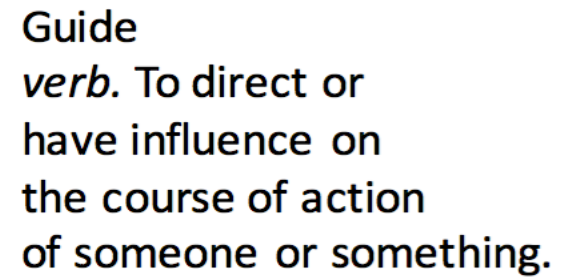 Guide
verb. To direct or
have influence on
the course of action
of someone or something.